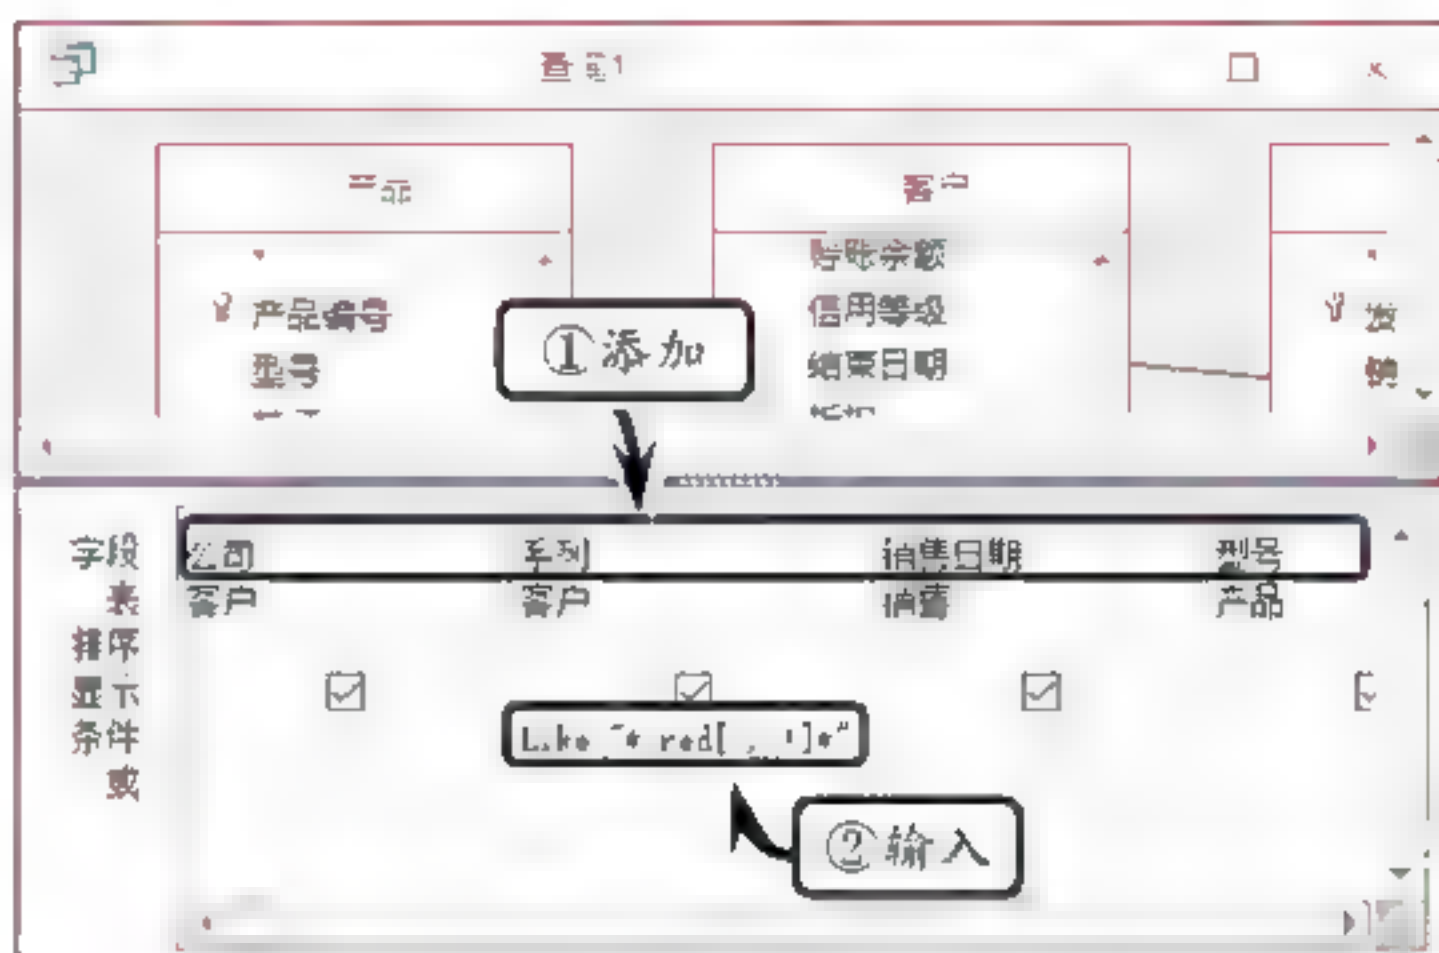 查询1
产品
客户
产品编号
型号
赊账余额
信用等级
结束日期
①添加
字段 公司 系列 销售日期 型号
表 客户 客户 销售 产品
排序
显示
条件 Like
或
②输入